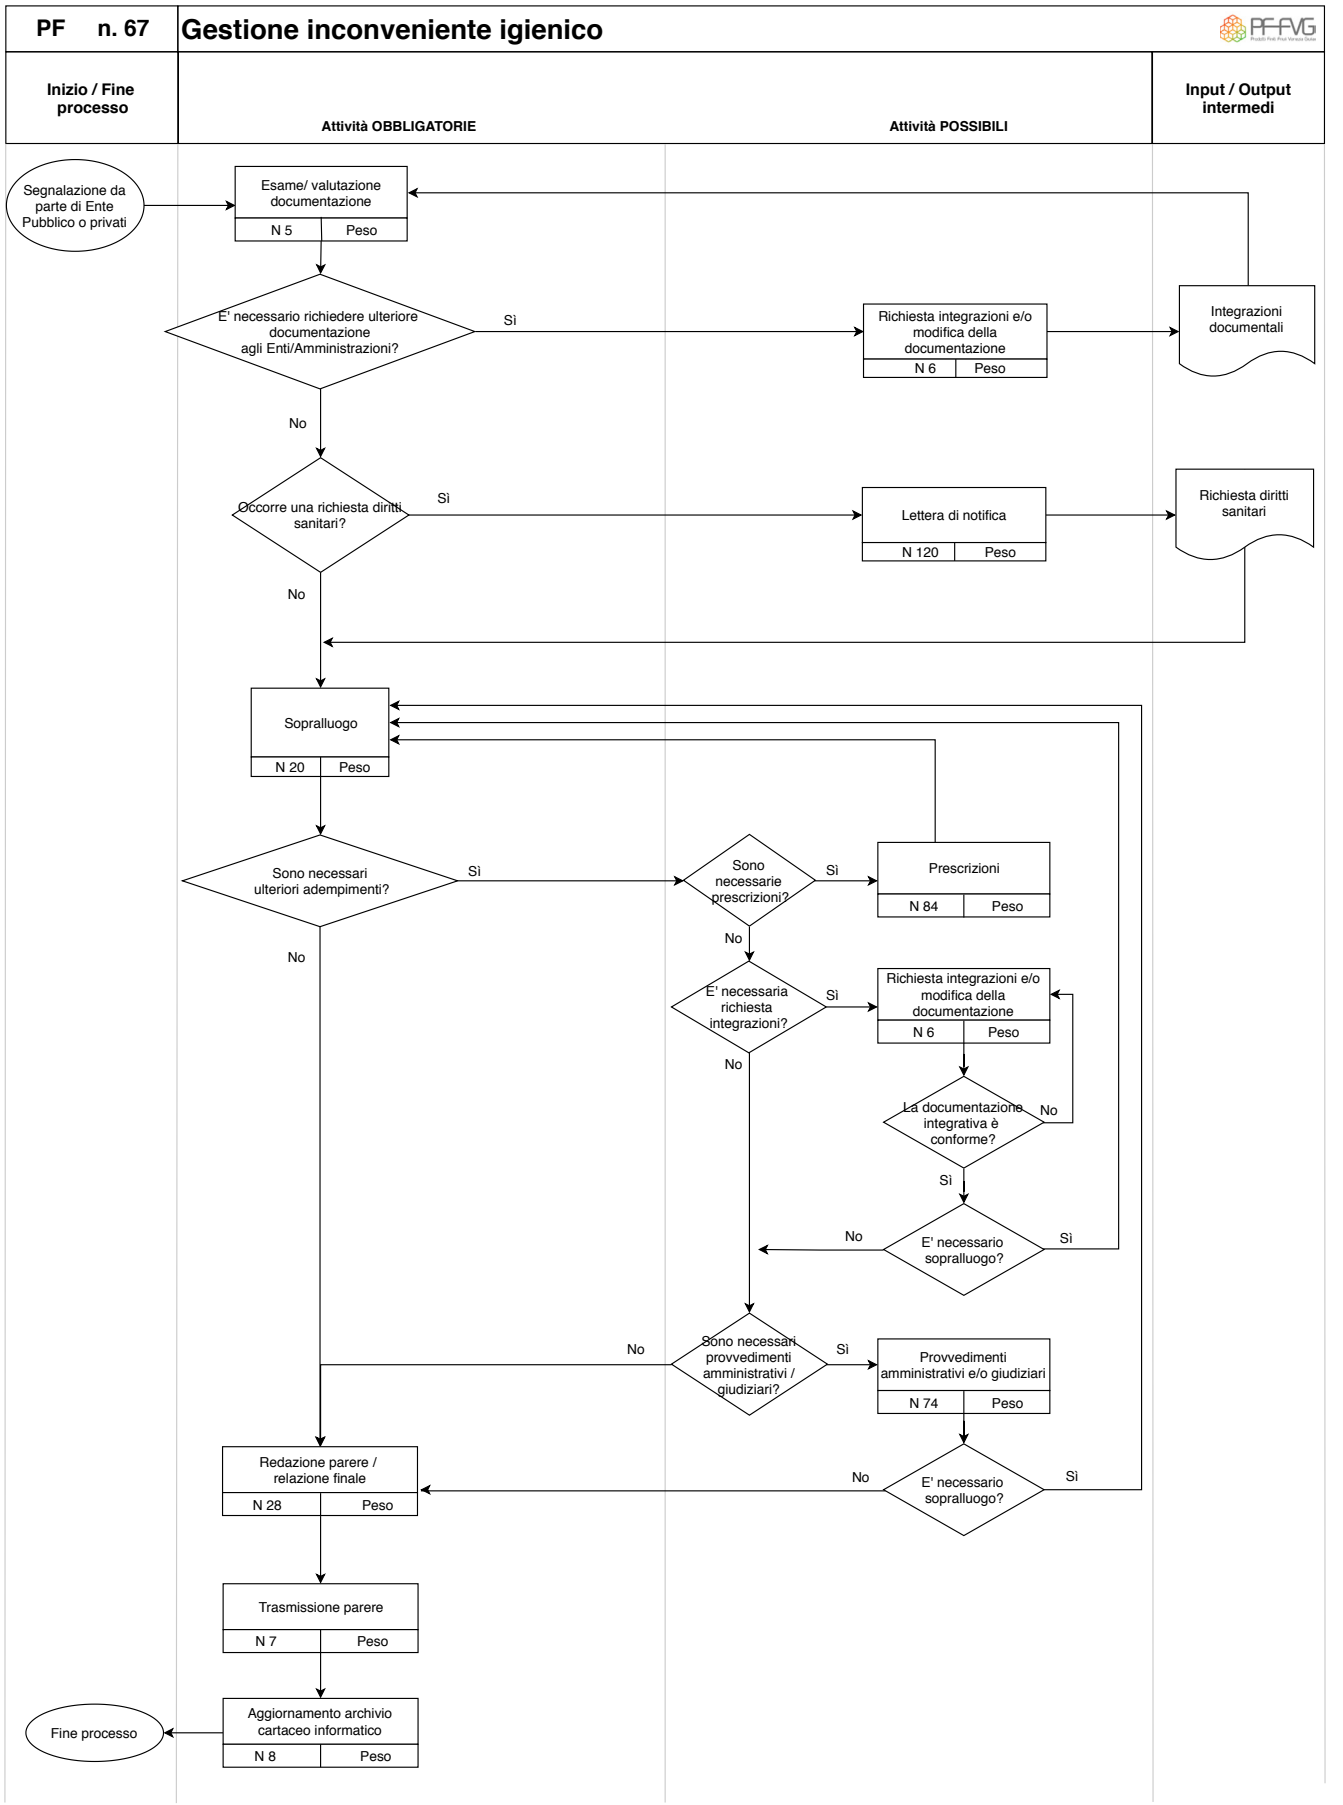 PF n. 67
Gestione inconveniente igienico
PF-FVG
Inizio / Fine
processo
Attività OBBLIGATORIE
Attività POSSIBILI
Input / Output
intermedi
Segnalazione da
parte di Ente
Pubblico o privati
Esame/ valutazione
documentazione
N 5
Peso
E' necessario richiedere ulteriore
documentazione
agli Enti/Amministrazioni?
Sì
Richiesta integrazioni e/o
modifica della
documentazione
N 6
Peso
Integrazioni
documentali
No
Occorre una richiesta diritti
sanitari?
Sì
Lettera di notifica
N 120
Peso
Richiesta diritti
sanitari
No
Sopralluogo
N 20
Peso
Sono necessari
ulteriori adempimenti?
Sì
Sono
necessarie
prescrizioni?
Sì
Prescrizioni
N 84
Peso
No
No
E' necessaria
richiesta
integrazioni?
Sì
Richiesta integrazioni e/o
modifica della
documentazione
N 6
Peso
No
La documentazione
integrativa è
conforme?
No
Sì
E' necessario
sopralluogo?
No
Sì
Sono necessari
provvedimenti
amministrativi /
giudiziari?
No
Sì
Provvedimenti
amministrativi e/o giudiziari
N 74
Peso
E' necessario
sopralluogo?
No
Sì
Redazione parere /
relazione finale
N 28
Peso
Trasmissione parere
N 7
Peso
Aggiornamento archivio
cartaceo informatico
N 8
Peso
Fine processo